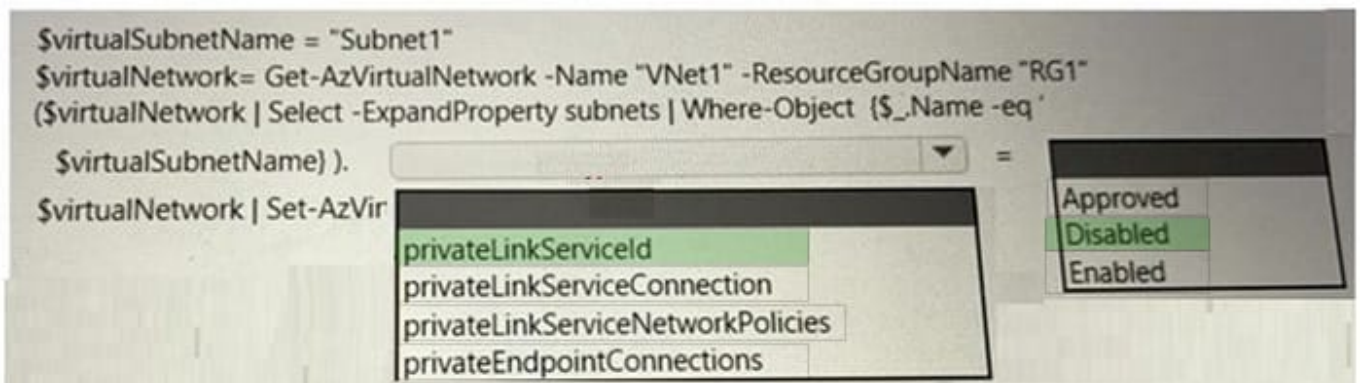 $virtualSubnetName = "Subnet1"
$virtualNetwork= Get-AzVirtualNetwork -Name "VNet1" -ResourceGroupName "RG1"
($virtualNetwork | Select -ExpandProperty subnets | Where-Object {$_.Name -eq '
$virtualSubnetName} ). =
$virtualNetwork | Set-AzVir
privateLinkServiceId
privateLinkServiceConnection
privateLinkServiceNetworkPolicies
privateEndpointConnections
Approved
Disabled
Enabled